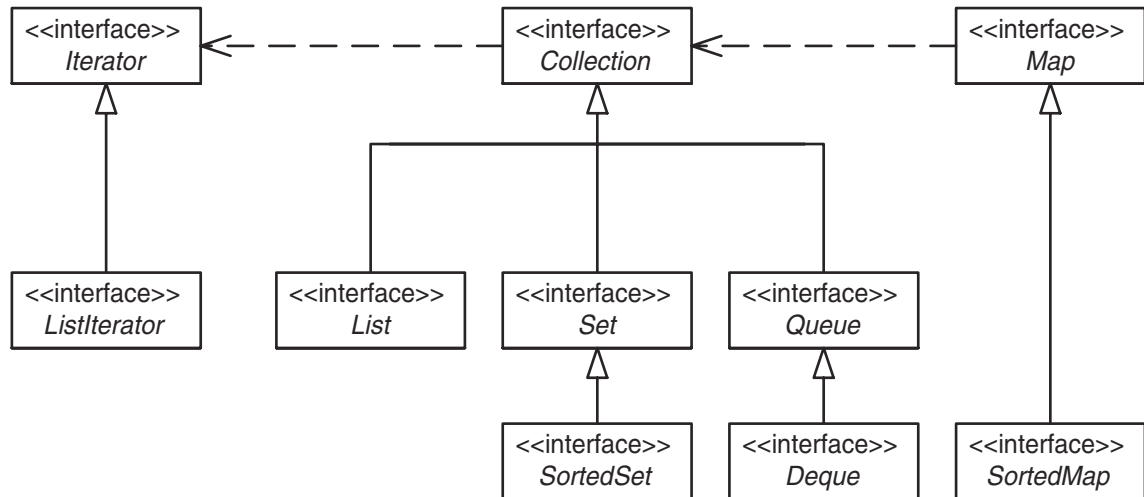 <<interface>>
Iterator
<<interface>>
Collection
<<interface>>
Map
<<interface>>
ListIterator
<<interface>>
List
<<interface>>
Set
<<interface>>
Queue
<<interface>>
SortedSet
<<interface>>
Deque
<<interface>>
SortedMap